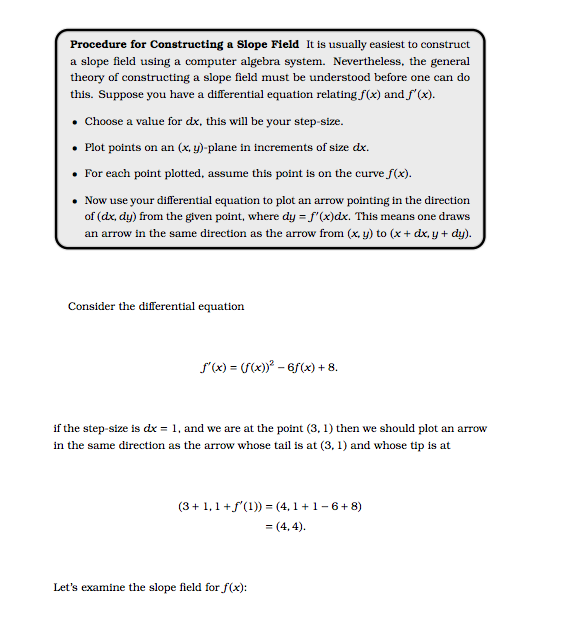 Procedure for Constructing a Slope Field It is usually easiest to construct
a slope field using a computer algebra system. Nevertheless, the general
theory of constructing a slope field must be understood before one can do
this. Suppose you have a differential equation relating f(x) and f′(x).
• Choose a value for dx, this will be your step-size.
• Plot points on an (x, y)-plane in increments of size dx.
• For each point plotted, assume this point is on the curve f(x).
• Now use your differential equation to plot an arrow pointing in the direction
of (dx, dy) from the given point, where dy = f′(x)dx. This means one draws
an arrow in the same direction as the arrow from (x, y) to (x + dx, y + dy).
Consider the differential equation
f′(x) = (f(x))² − 6f(x) + 8.
if the step-size is dx = 1, and we are at the point (3, 1) then we should plot an arrow
in the same direction as the arrow whose tail is at (3, 1) and whose tip is at
(3 + 1, 1 + f′(1)) = (4, 1 + 1 − 6 + 8)
= (4, 4).
Let's examine the slope field for f(x):